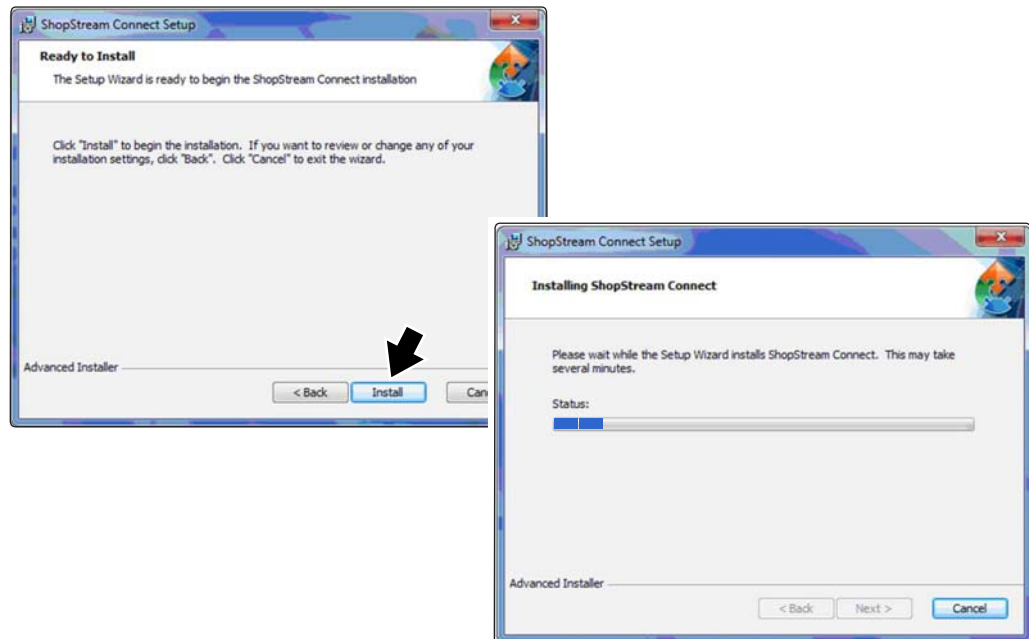 ShopStream Connect Setup
Ready to Install
The Setup Wizard is ready to begin the ShopStream Connect installation
Click "Install" to begin the installation. If you want to review or change any of your
installation settings, click "Back". Click "Cancel" to exit the wizard.
Advanced Installer
< Back Install
ShopStream Connect Setup
Installing ShopStream Connect
Please wait while the Setup Wizard installs ShopStream Connect. This may take
several minutes.
Status:
Advanced Installer
< Back Next > Cancel